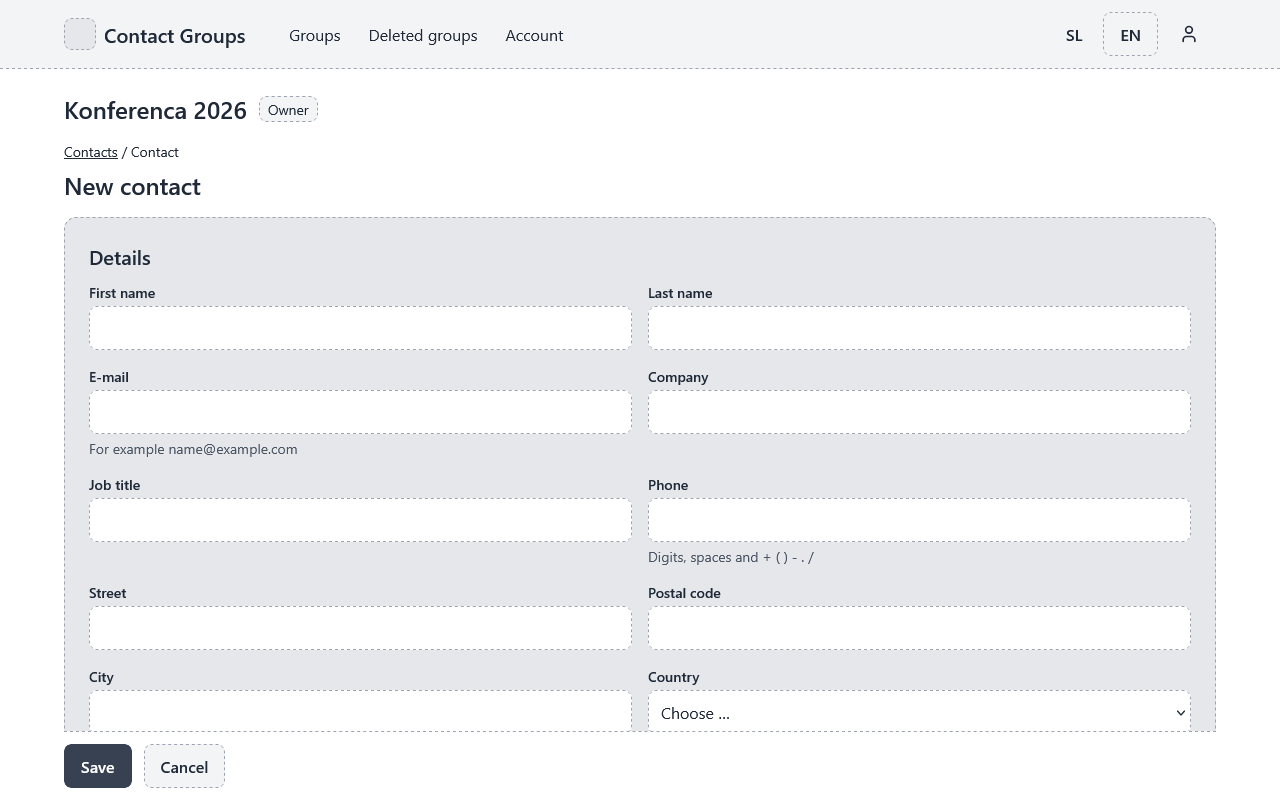 Contact Groups Groups Deleted groups Account SL EN
Konferenca 2026 Owner
Contacts / Contact
New contact
Details
First name Last name
E-mail Company
For example name@example.com
Job title Phone
Digits, spaces and + ( ) - . /
Street Postal code
City Country
Choose ...
Save Cancel